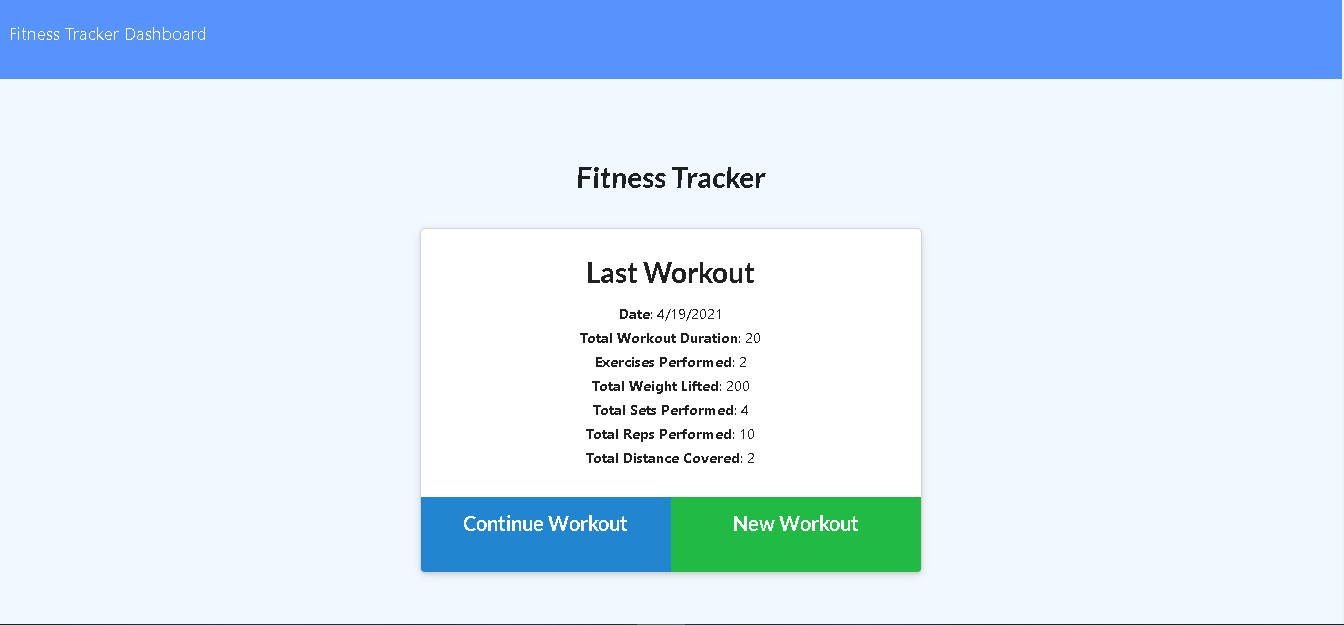 Fitness Tracker Dashboard
Fitness Tracker
Last Workout
Date: 4/19/2021
Total Workout Duration: 20
Exercises Performed: 2
Total Weight Lifted: 200
Total Sets Performed: 4
Total Reps Performed: 10
Total Distance Covered: 2
Continue Workout New Workout